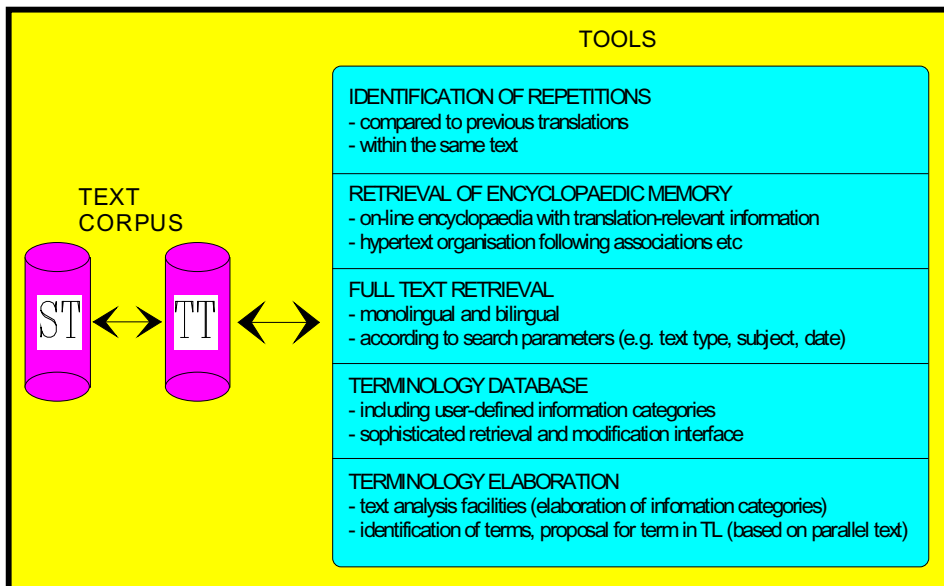 TOOLS
TEXT
CORPUS
ST
TT
IDENTIFICATION OF REPETITIONS
- compared to previous translations
- within the same text
RETRIEVAL OF ENCYCLOPAEDIC MEMORY
- on-line encyclopaedia with translation-relevant information
- hypertext organisation following associations etc
FULL TEXT RETRIEVAL
- monolingual and bilingual
- according to search parameters (e.g. text type, subject, date)
TERMINOLOGY DATABASE
- including user-defined information categories
- sophisticated retrieval and modification interface
TERMINOLOGY ELABORATION
- text analysis facilities (elaboration of infomation categories)
- identification of terms, proposal for term in TL (based on parallel text)